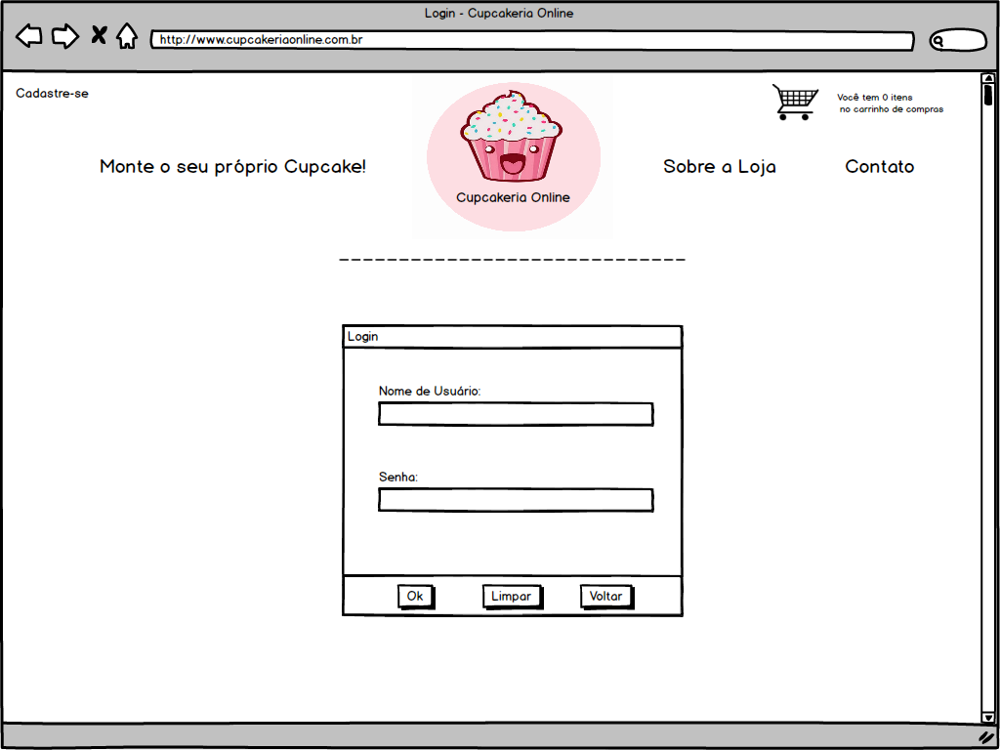 Login - Cupcakeria Online
http://www.cupcakeriaonline.com.br
Cadastre-se
Você tem 0 itens
no carrinho de compras
Monte o seu próprio Cupcake!
Cupcakeria Online
Sobre a Loja
Contato
Login
Nome de Usuário:
Senha:
Ok
Limpar
Voltar